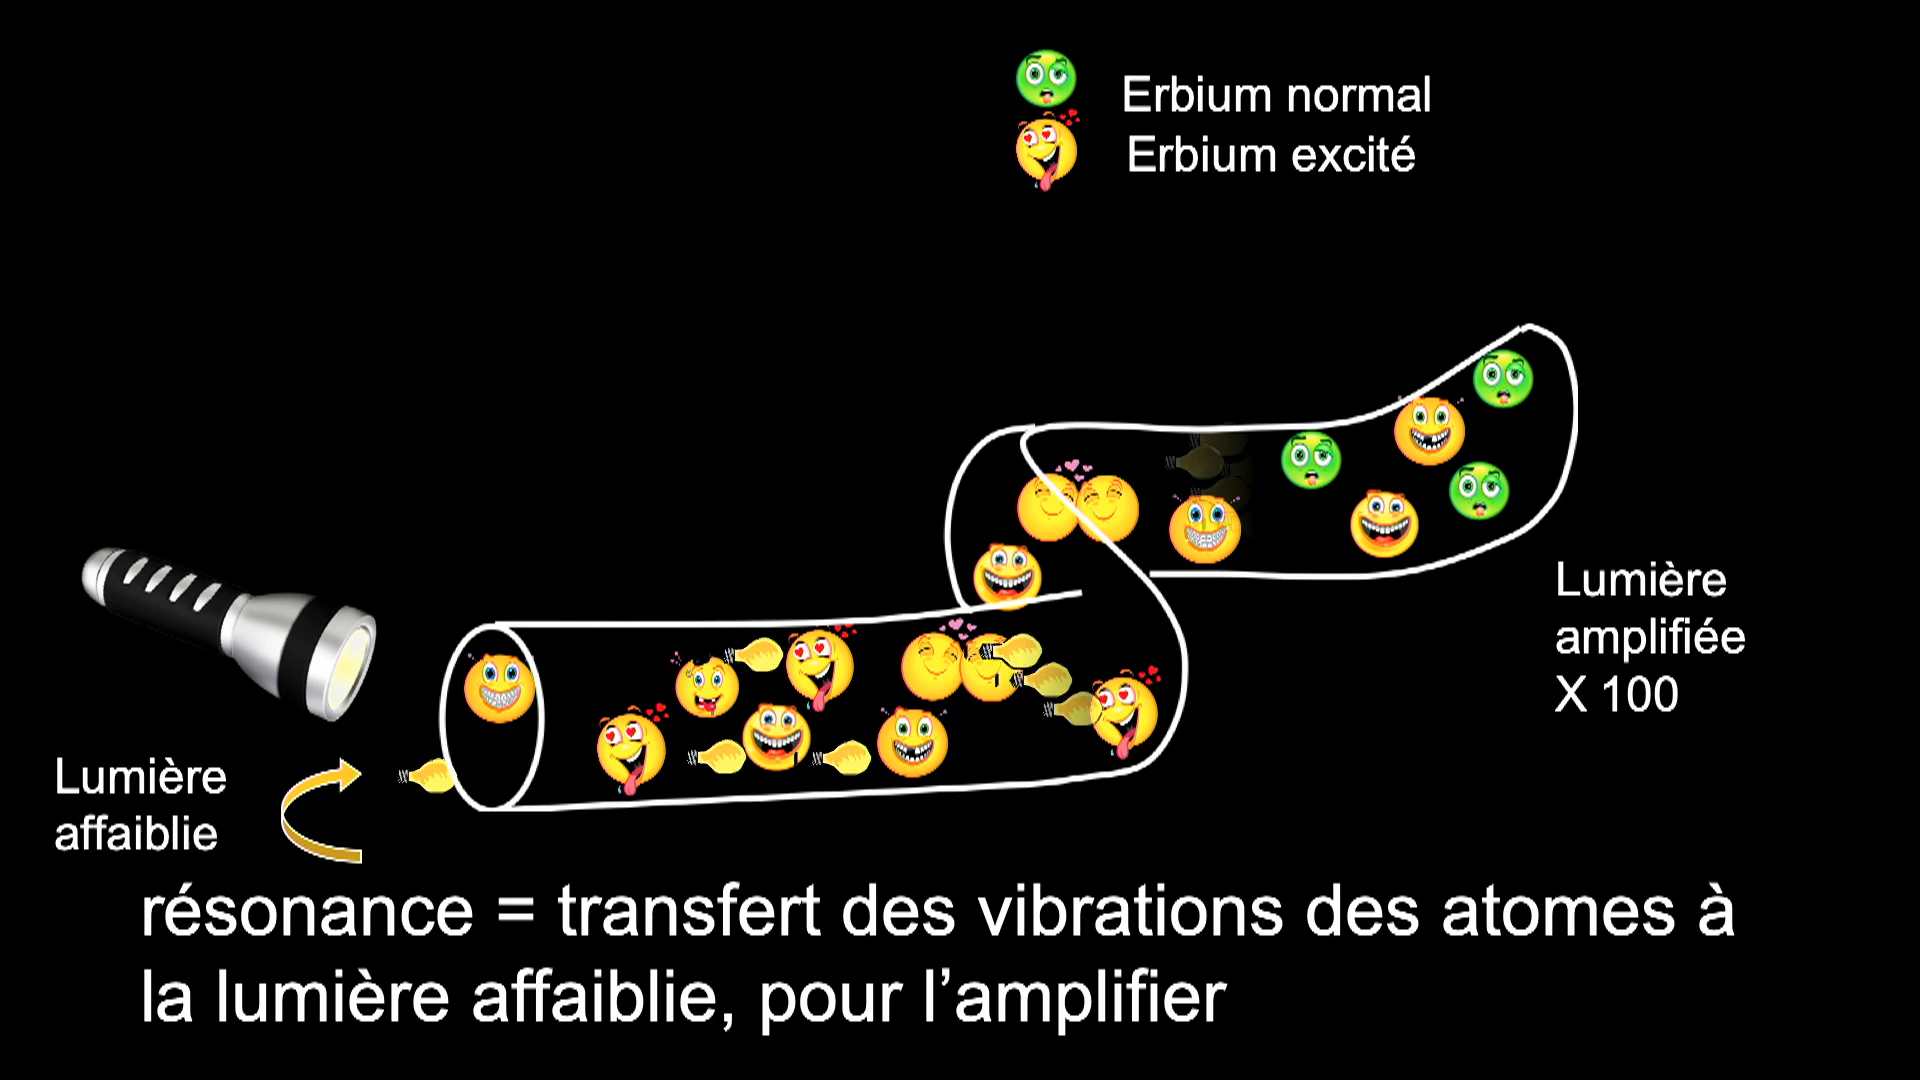 Erbium normal
Erbium excité
Lumière
amplifiée
X 100
Lumière
affaiblie
résonance = transfert des vibrations des atomes à
la lumière affaiblie, pour l’amplifier